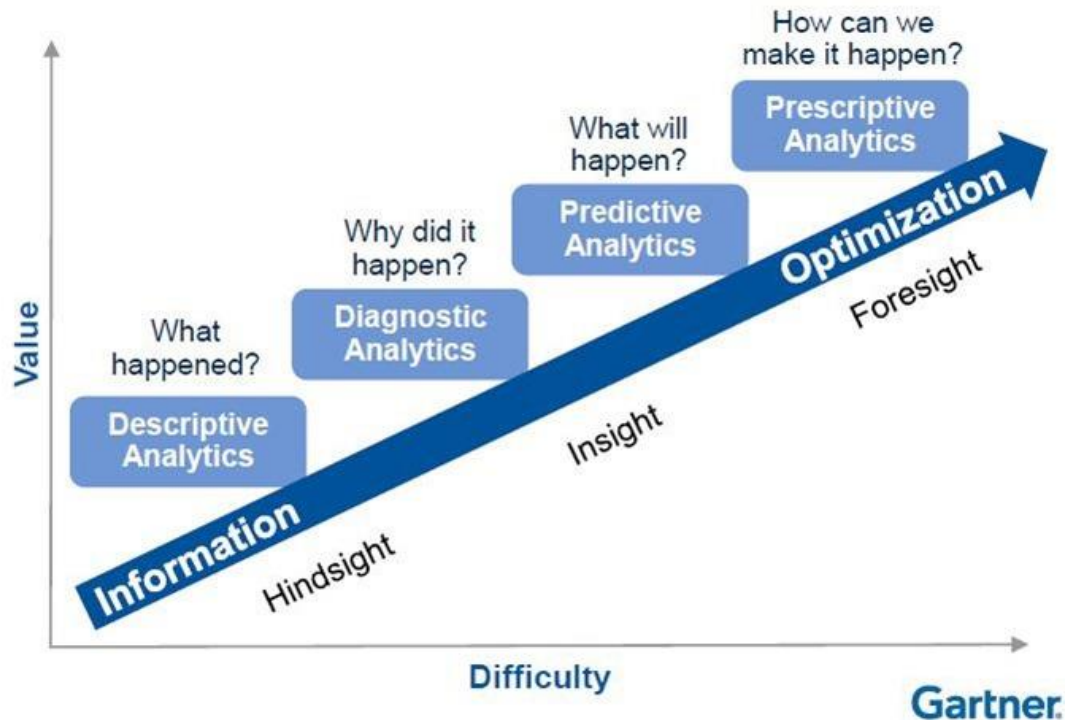 How can we
make it happen?
Prescriptive
Analytics
What will
happen?
Predictive
Analytics
Why did it
happen?
Diagnostic
Analytics
What
happened?
Descriptive
Analytics
Value
Information
Optimization
Hindsight
Insight
Foresight
Difficulty
Gartner